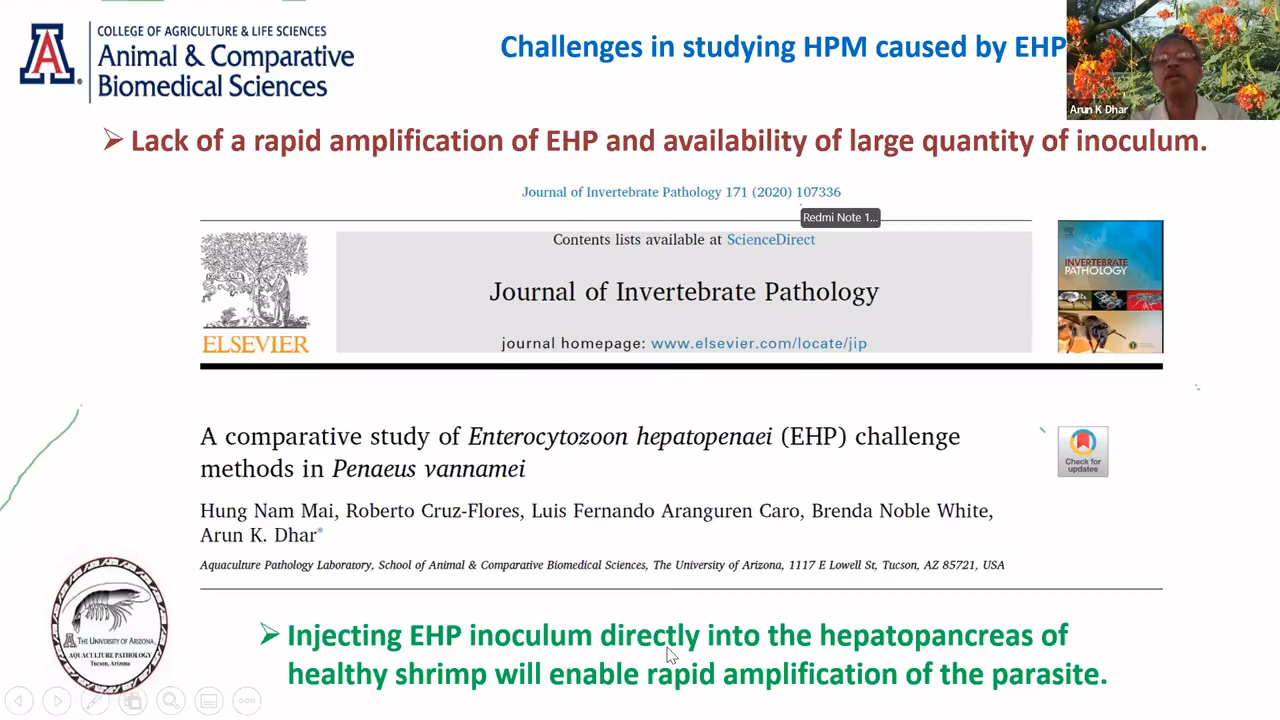 COLLEGE OF AGRICULTURE & LIFE SCIENCES
Animal & Comparative
Biomedical Sciences
Challenges in studying HPM caused by EHP
Arun K Dhar
➢ Lack of a rapid amplification of EHP and availability of large quantity of inoculum.
Journal of Invertebrate Pathology 171 (2020) 107336
Redmi Note 1...
Contents lists available at ScienceDirect
Journal of Invertebrate Pathology
journal homepage: www.elsevier.com/locate/jip
ELSEVIER
INVERTEBRATE
PATHOLOGY
A comparative study of Enterocytozoon hepatopenaei (EHP) challenge
methods in Penaeus vannamei
Check for
updates
Hung Nam Mai, Roberto Cruz-Flores, Luis Fernando Aranguren Caro, Brenda Noble White,
Arun K. Dhar*
Aquaculture Pathology Laboratory, School of Animal & Comparative Biomedical Sciences, The University of Arizona, 1117 E Lowell St, Tucson, AZ 85721, USA
A THE UNIVERSITY OF ARIZONA
AQUACULTURE PATHOLOGY
Tucson, Arizona
➢ Injecting EHP inoculum directly into the hepatopancreas of
healthy shrimp will enable rapid amplification of the parasite.